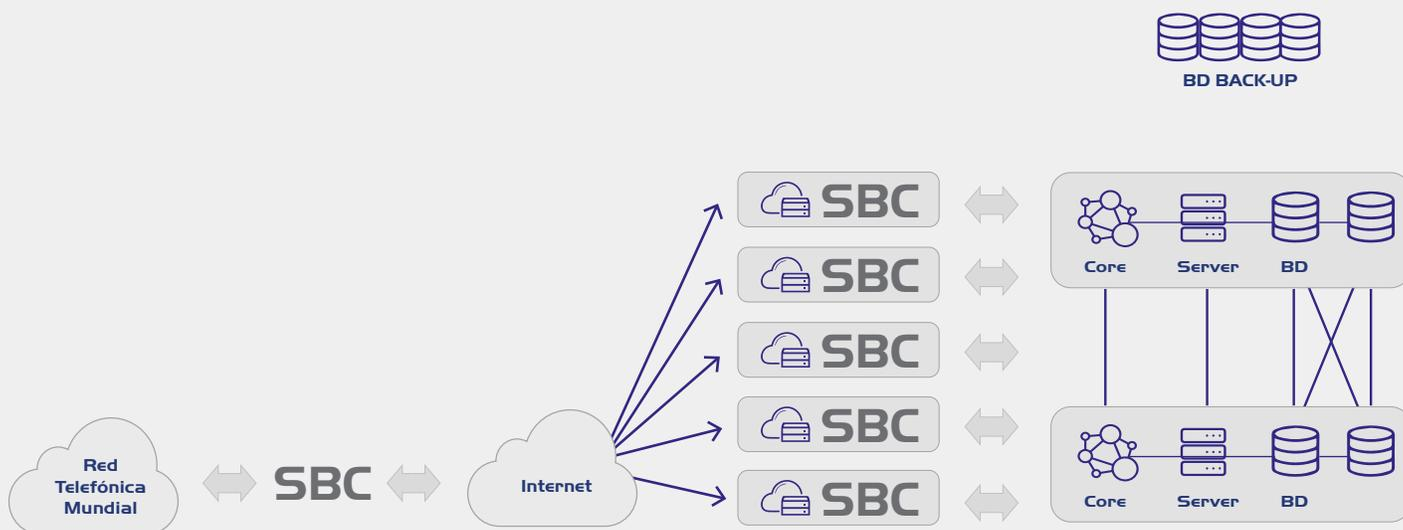 BD BACK-UP
SBC
Core Server BD
SBC
SBC
SBC
Core Server BD
Red
Telefónica
Mundial
SBC
Internet
SBC